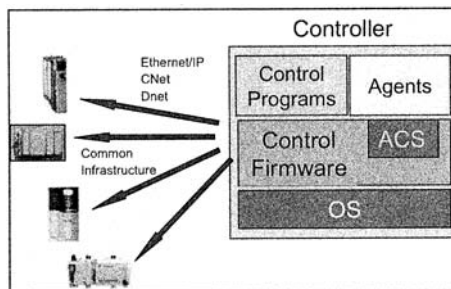 Controller
Ethernet/IP
CNet
Dnet
Common
Infrastructure
Control
Programs
Agents
Control
Firmware
ACS
OS